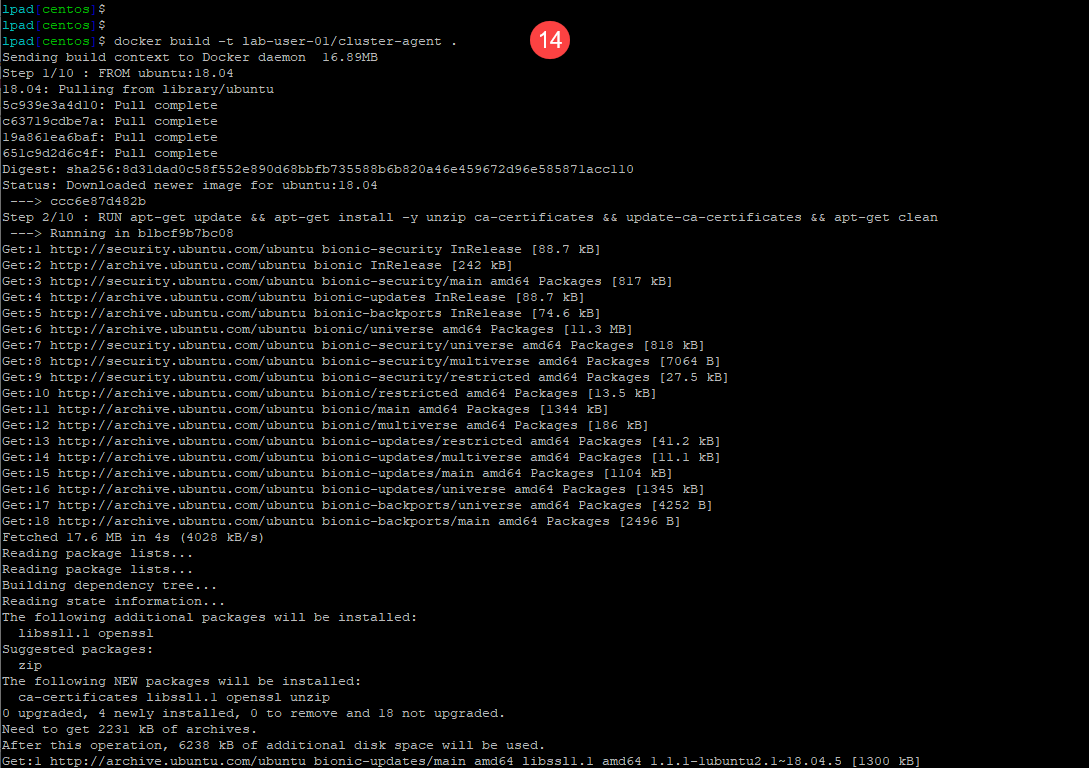 lpad[centos]$
lpad[centos]$
lpad[centos]$ docker build -t lab-user-01/cluster-agent .
14
Sending build context to Docker daemon  16.89MB
Step 1/10 : FROM ubuntu:18.04
18.04: Pulling from library/ubuntu
5c939e3a4d10: Pull complete
c63719cdbe7a: Pull complete
19a861ea6baf: Pull complete
651c9d2d6c4f: Pull complete
Digest: sha256:8d31dad0c58f552e890d68bbfb735588b6b820a46e459672d96e585871acc110
Status: Downloaded newer image for ubuntu:18.04
 ---> ccc6e87d482b
Step 2/10 : RUN apt-get update && apt-get install -y unzip ca-certificates && update-ca-certificates && apt-get clean
 ---> Running in b1bcf9b7bc08
Get:1 http://security.ubuntu.com/ubuntu bionic-security InRelease [88.7 kB]
Get:2 http://archive.ubuntu.com/ubuntu bionic InRelease [242 kB]
Get:3 http://security.ubuntu.com/ubuntu bionic-security/main amd64 Packages [817 kB]
Get:4 http://archive.ubuntu.com/ubuntu bionic-updates InRelease [88.7 kB]
Get:5 http://archive.ubuntu.com/ubuntu bionic-backports InRelease [74.6 kB]
Get:6 http://archive.ubuntu.com/ubuntu bionic/universe amd64 Packages [11.3 MB]
Get:7 http://security.ubuntu.com/ubuntu bionic-security/universe amd64 Packages [818 kB]
Get:8 http://security.ubuntu.com/ubuntu bionic-security/multiverse amd64 Packages [7064 B]
Get:9 http://security.ubuntu.com/ubuntu bionic-security/restricted amd64 Packages [27.5 kB]
Get:10 http://archive.ubuntu.com/ubuntu bionic/restricted amd64 Packages [13.5 kB]
Get:11 http://archive.ubuntu.com/ubuntu bionic/main amd64 Packages [1344 kB]
Get:12 http://archive.ubuntu.com/ubuntu bionic/multiverse amd64 Packages [186 kB]
Get:13 http://archive.ubuntu.com/ubuntu bionic-updates/restricted amd64 Packages [41.2 kB]
Get:14 http://archive.ubuntu.com/ubuntu bionic-updates/multiverse amd64 Packages [11.1 kB]
Get:15 http://archive.ubuntu.com/ubuntu bionic-updates/main amd64 Packages [1104 kB]
Get:16 http://archive.ubuntu.com/ubuntu bionic-updates/universe amd64 Packages [1345 kB]
Get:17 http://archive.ubuntu.com/ubuntu bionic-backports/universe amd64 Packages [4252 B]
Get:18 http://archive.ubuntu.com/ubuntu bionic-backports/main amd64 Packages [2496 B]
Fetched 17.6 MB in 4s (4028 kB/s)
Reading package lists...
Reading package lists...
Building dependency tree...
Reading state information...
The following additional packages will be installed:
  libssl1.1 openssl
Suggested packages:
  zip
The following NEW packages will be installed:
  ca-certificates libssl1.1 openssl unzip
0 upgraded, 4 newly installed, 0 to remove and 18 not upgraded.
Need to get 2231 kB of archives.
After this operation, 6238 kB of additional disk space will be used.
Get:1 http://archive.ubuntu.com/ubuntu bionic-updates/main amd64 libssl1.1 amd64 1.1.1-1ubuntu2.1~18.04.5 [1300 kB]